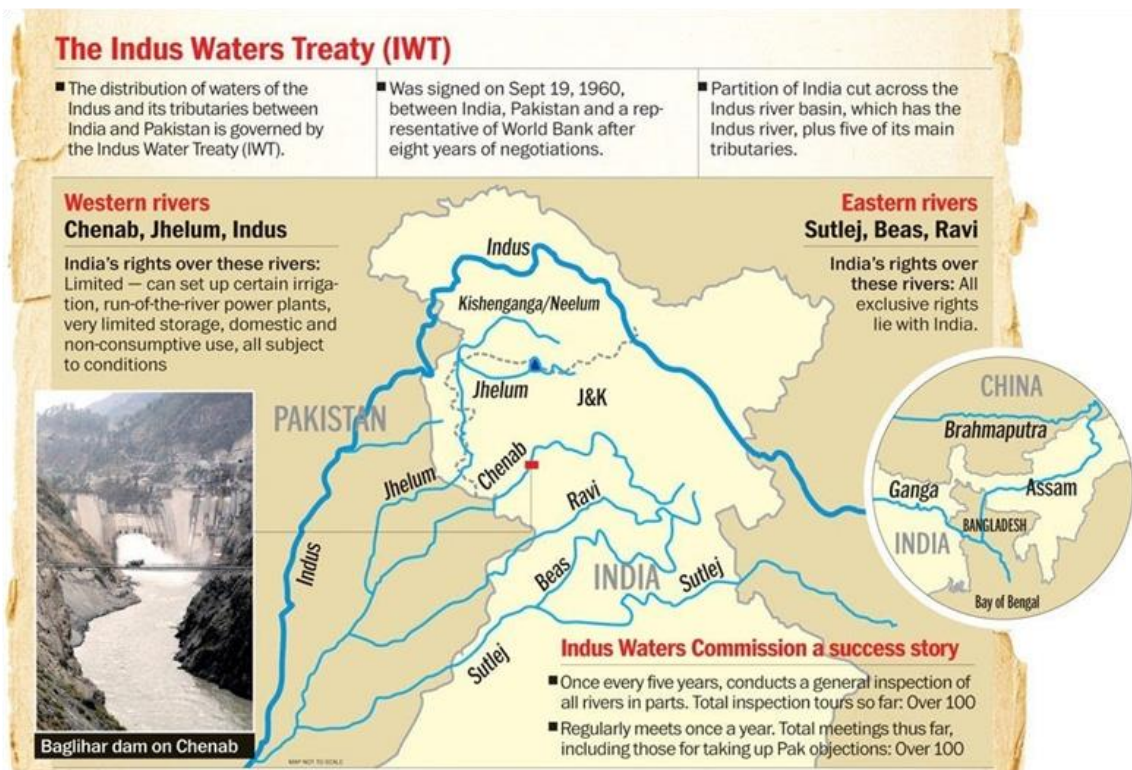 The Indus Waters Treaty (IWT)
■ The distribution of waters of the
Indus and its tributaries between
India and Pakistan is governed by
the Indus Water Treaty (IWT).
■ Was signed on Sept 19, 1960,
between India, Pakistan and a rep-
resentative of World Bank after
eight years of negotiations.
■ Partition of India cut across the
Indus river basin, which has the
Indus river, plus five of its main
tributaries.
Western rivers
Chenab, Jhelum, Indus
India's rights over these rivers:
Limited — can set up certain irriga-
tion, run-of-the-river power plants,
very limited storage, domestic and
non-consumptive use, all subject
to conditions
Eastern rivers
Sutlej, Beas, Ravi
India's rights over
these rivers: All
exclusive rights
lie with India.
Indus
Kishenganga/Neelum
Jhelum
J&K
PAKISTAN
Chenab
Jhelum
Ravi
Indus
Beas
INDIA
Sutlej
Sutlej
CHINA
Brahmaputra
Ganga
Assam
BANGLADESH
INDIA
Bay of Bengal
Indus Waters Commission a success story
■ Once every five years, conducts a general inspection of
all rivers in parts. Total inspection tours so far: Over 100
■ Regularly meets once a year. Total meetings thus far,
including those for taking up Pak objections: Over 100
Baglihar dam on Chenab
MAP NOT TO SCALE